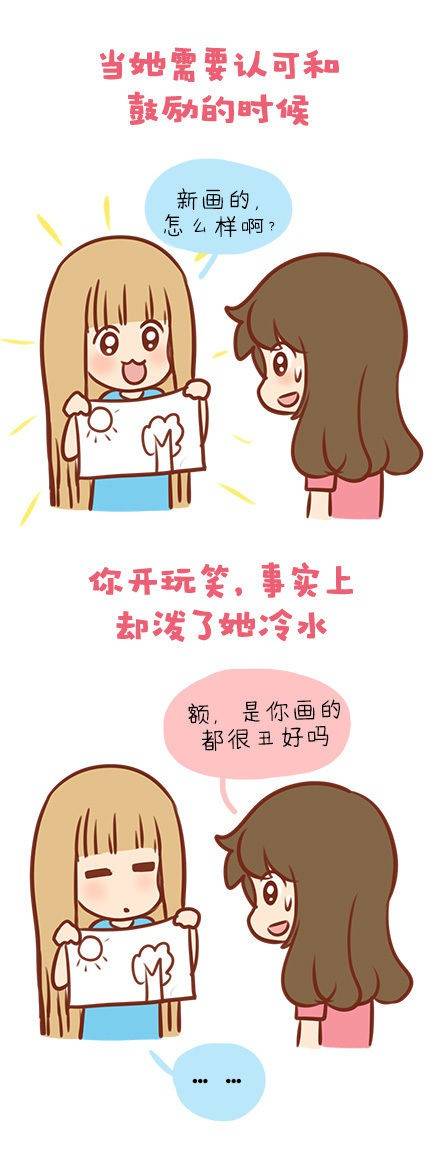 当她需要认可和
鼓励的时候
新画的，
怎么样啊？
你开玩笑，事实上
却泼了她冷水
额，是你画的
都很丑好吗
… …